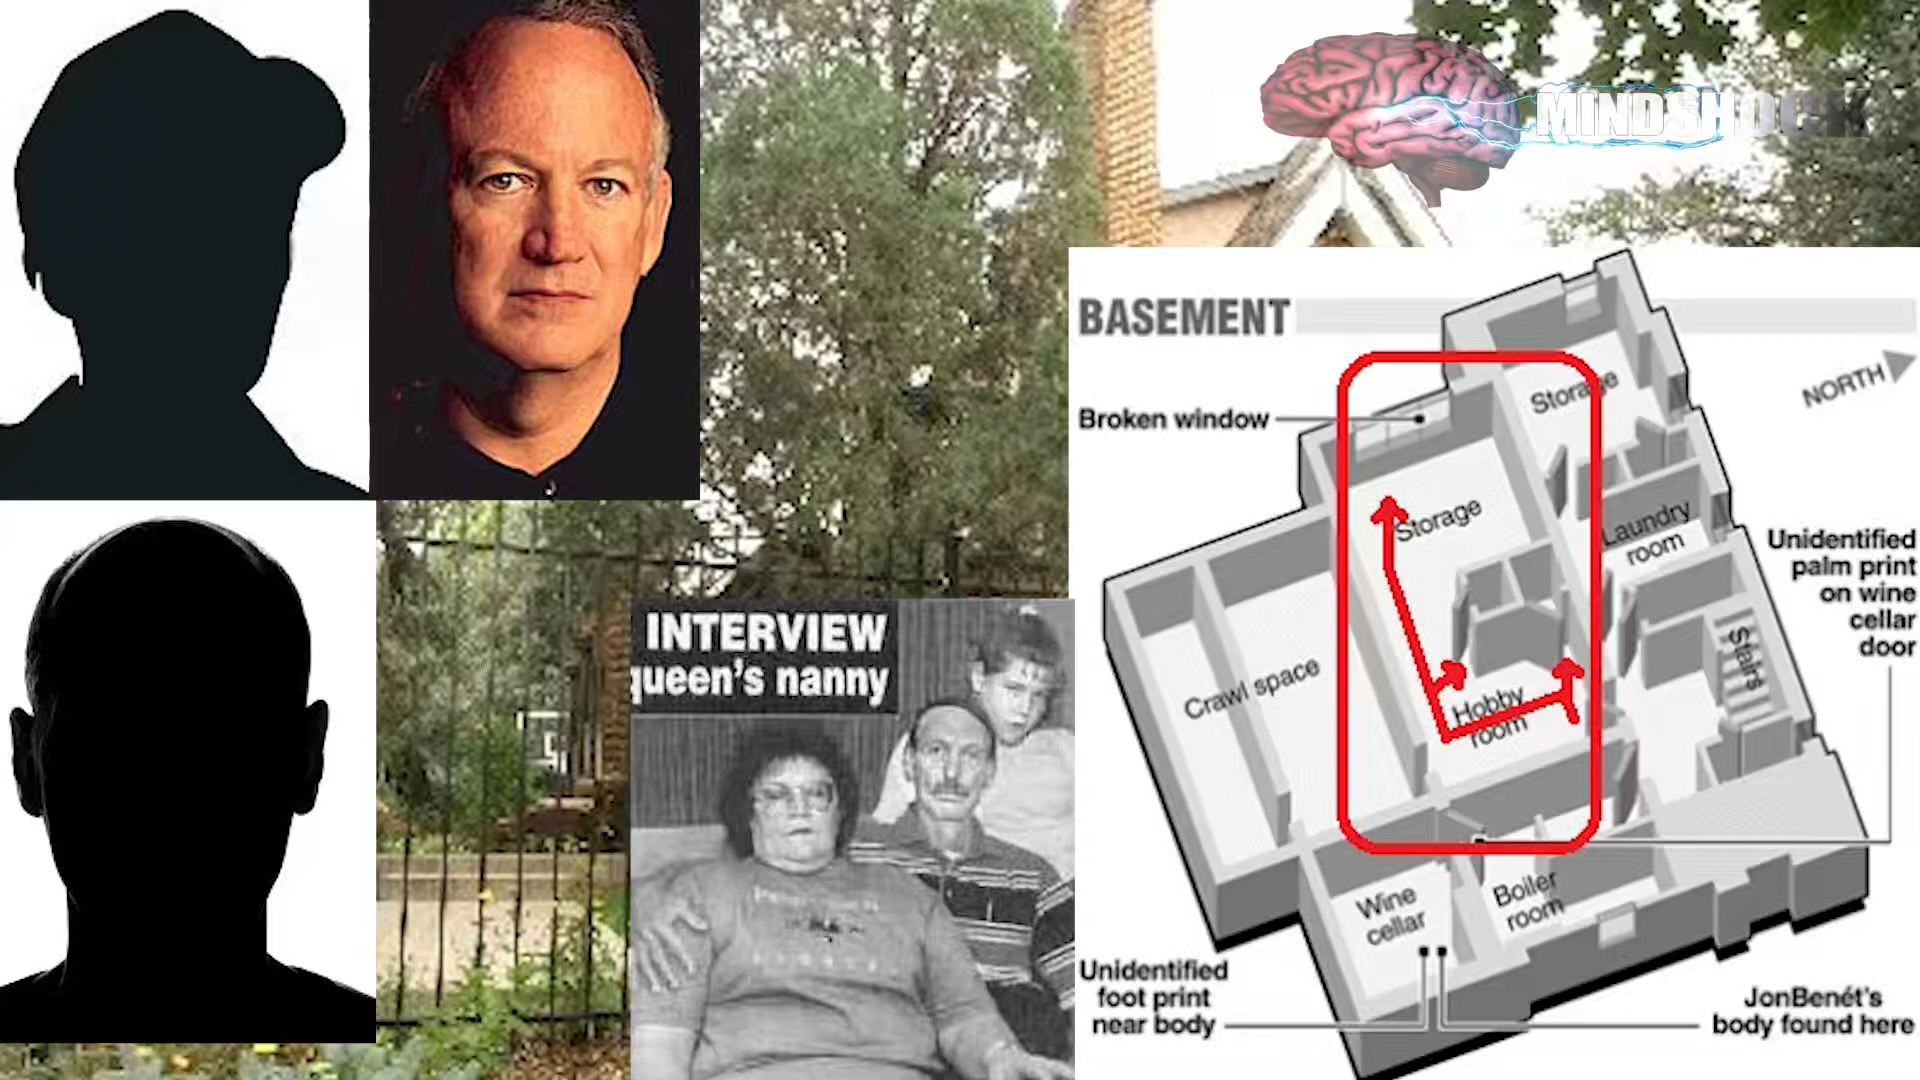 MINDSHOCK
INTERVIEW
queen's nanny
BASEMENT
NORTH
Broken window
Storage
Storage
Laundry
room
Unidentified
palm print
on wine
cellar
door
Stairs
Crawl space
Hobby
room
Wine
cellar
Boiler
room
Unidentified
foot print
near body
JonBenét's
body found here